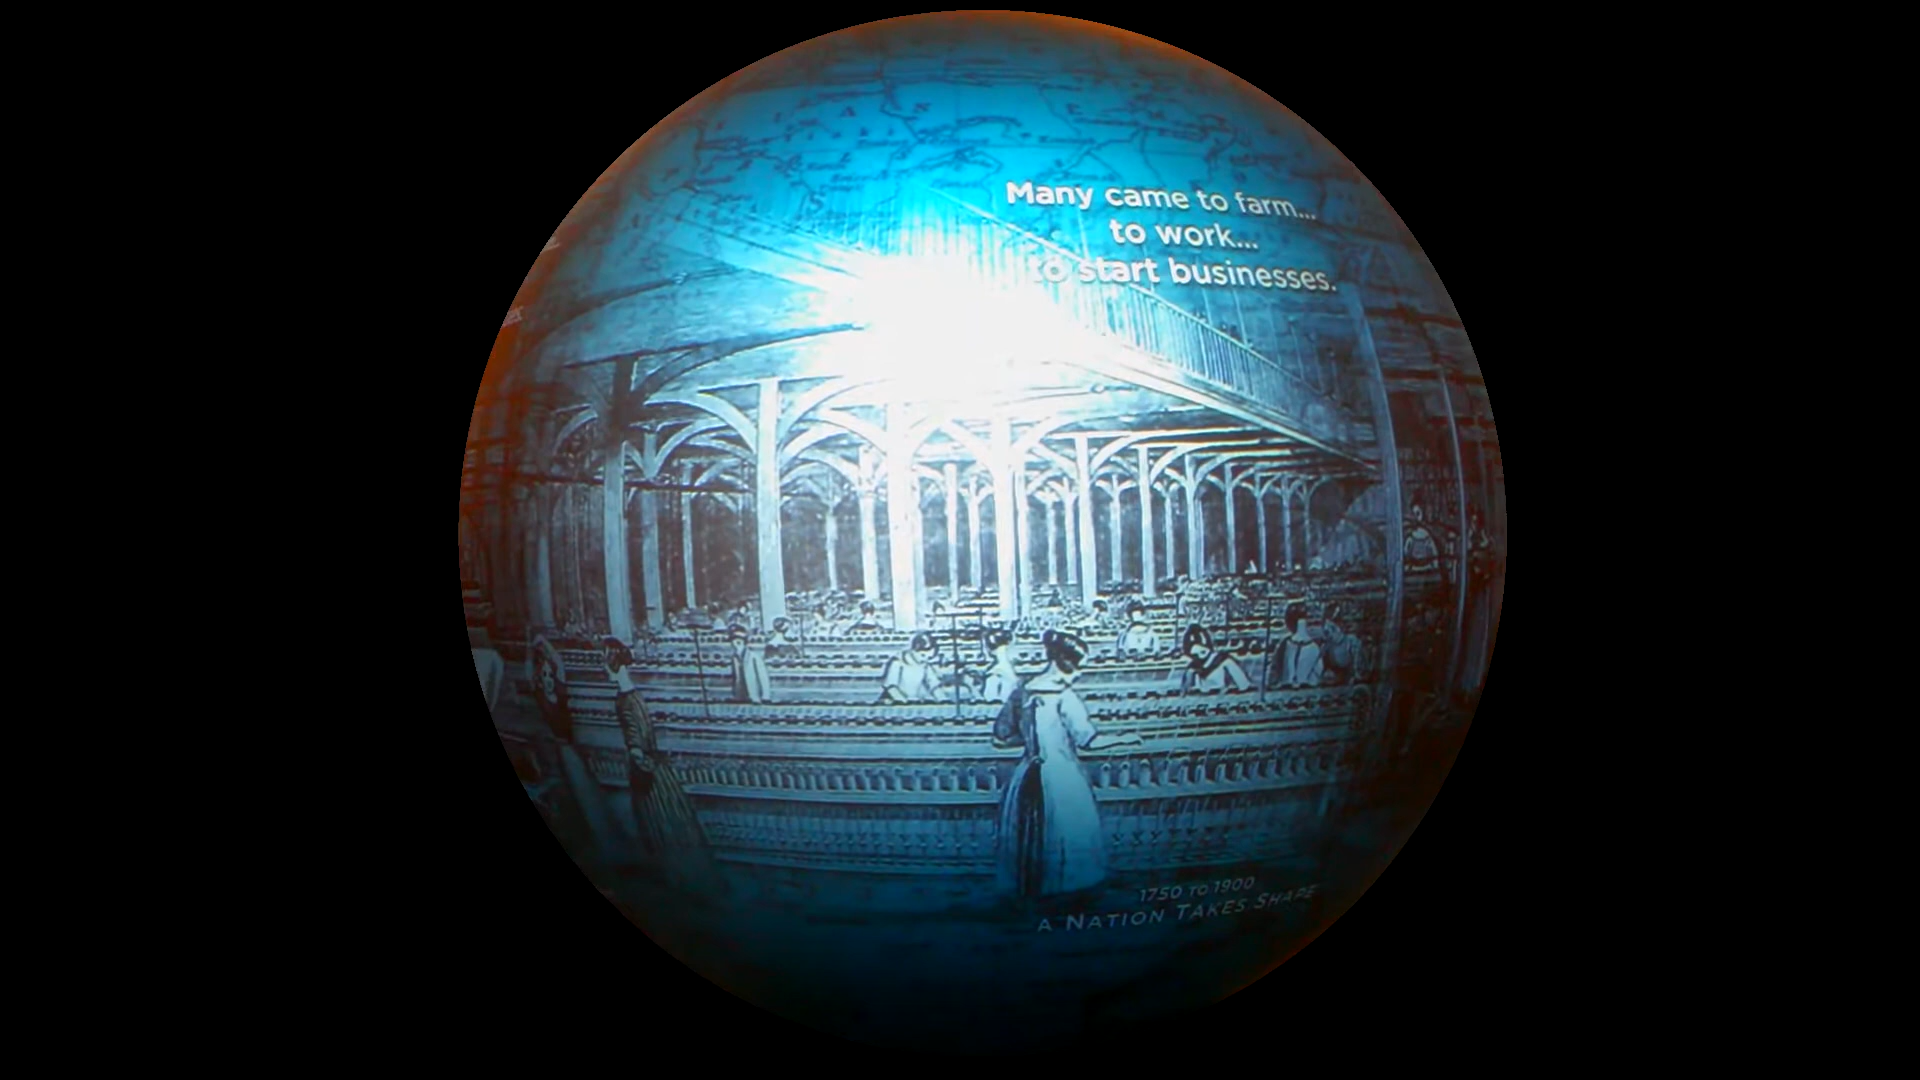 Many came to farm...
to work...
to start businesses.
1750 TO 1900
A NATION TAKES SHAPE